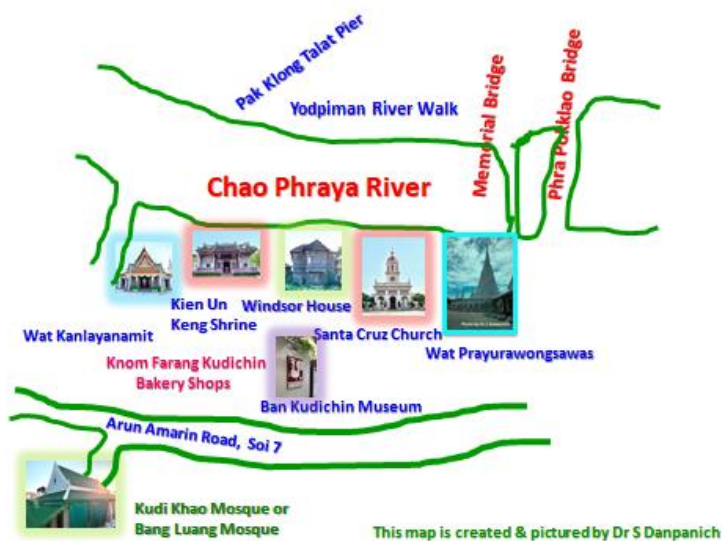 Pak Klong Talat Pier
Yodpiman River Walk
Memorial Bridge
Phra Pokklao Bridge
Chao Phraya River
Kien Un
Keng Shrine
Windsor House
Santa Cruz Church
Wat Kanlayanamit
Wat Prayurawongsawas
Knom Farang Kudichin
Bakery Shops
Ban Kudichin Museum
Arun Amarin Road, Soi 7
Kudi Khao Mosque or
Bang Luang Mosque
This map is created & pictured by Dr S Danpanich